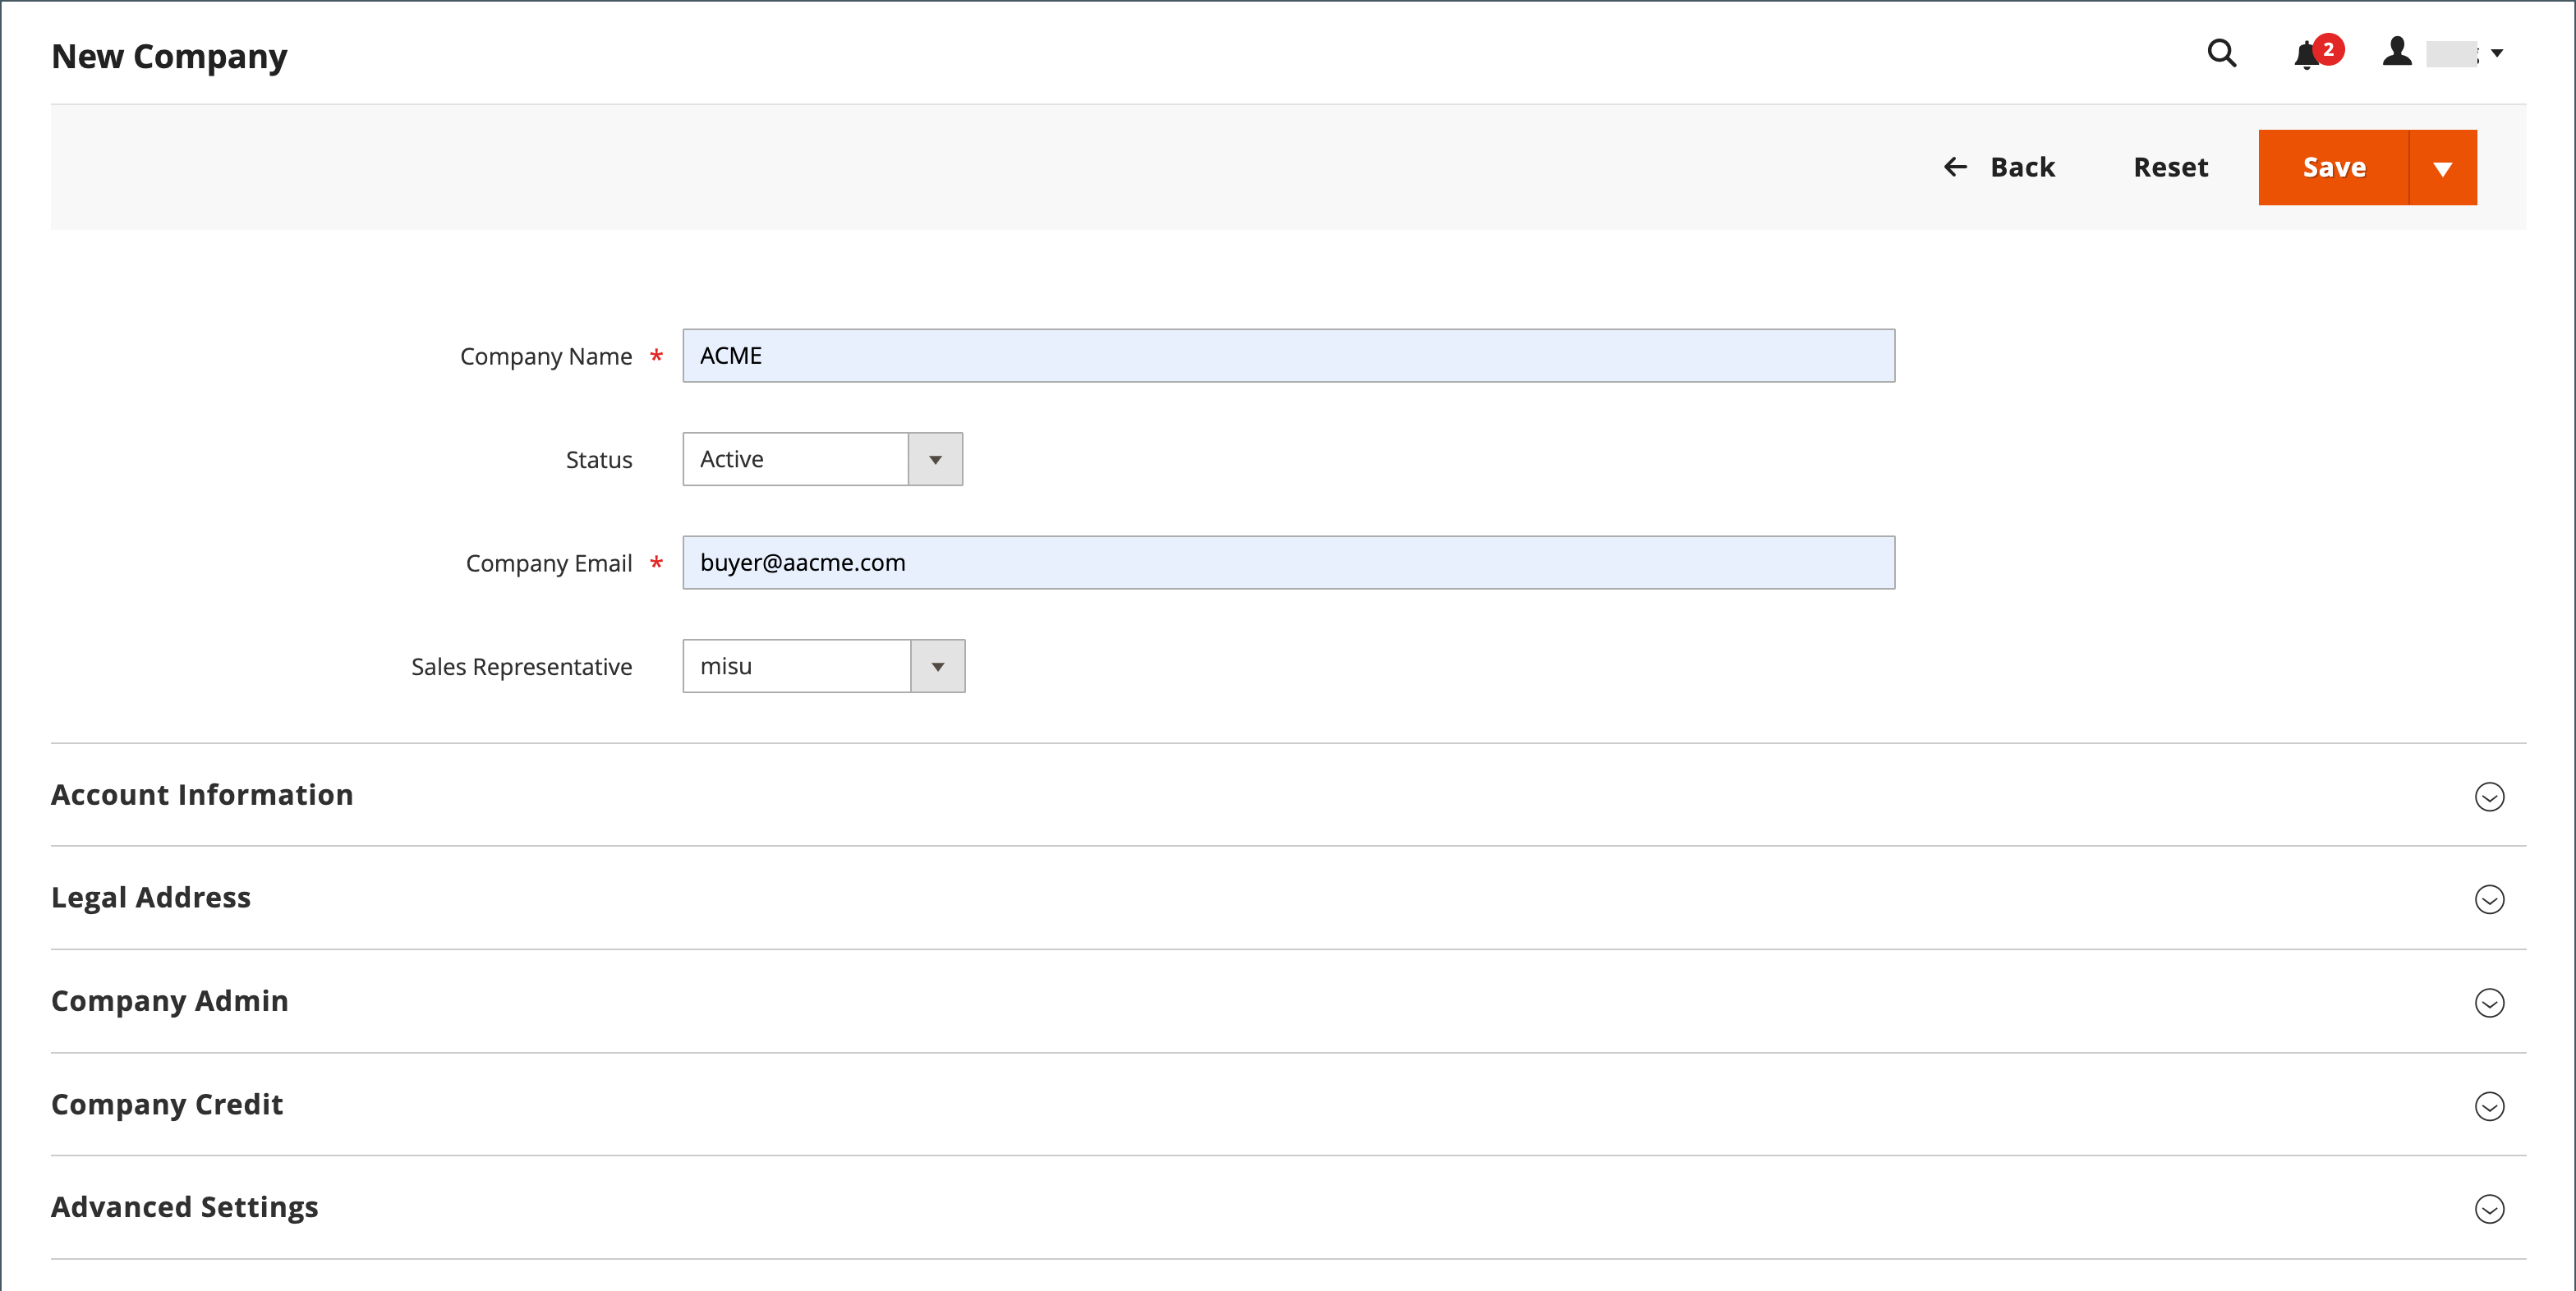 New Company
2
Back Reset Save
Company Name * ACME
Status Active
Company Email * buyer@aacme.com
Sales Representative misu
Account Information
Legal Address
Company Admin
Company Credit
Advanced Settings